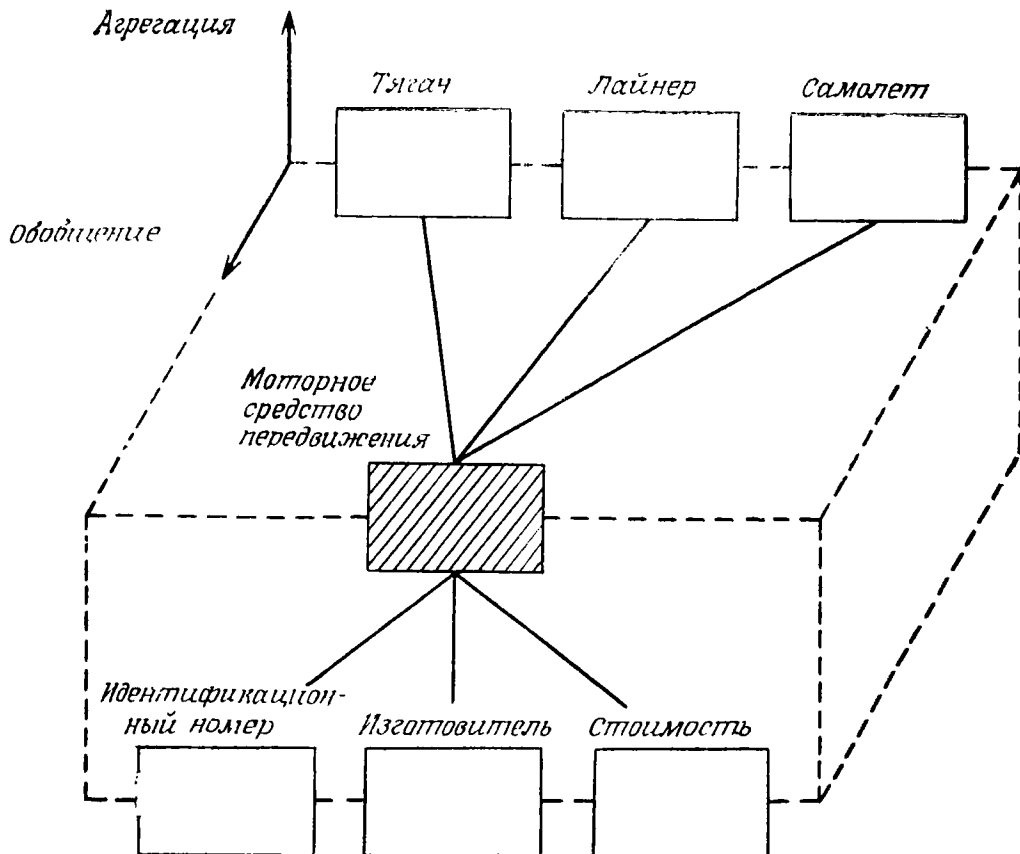 Агрегация
Тягач
Лайнер
Самолет
Обобщение
Моторное
средство
передвижения
Идентификацион-
ный номер
Изготовитель
Стоимость